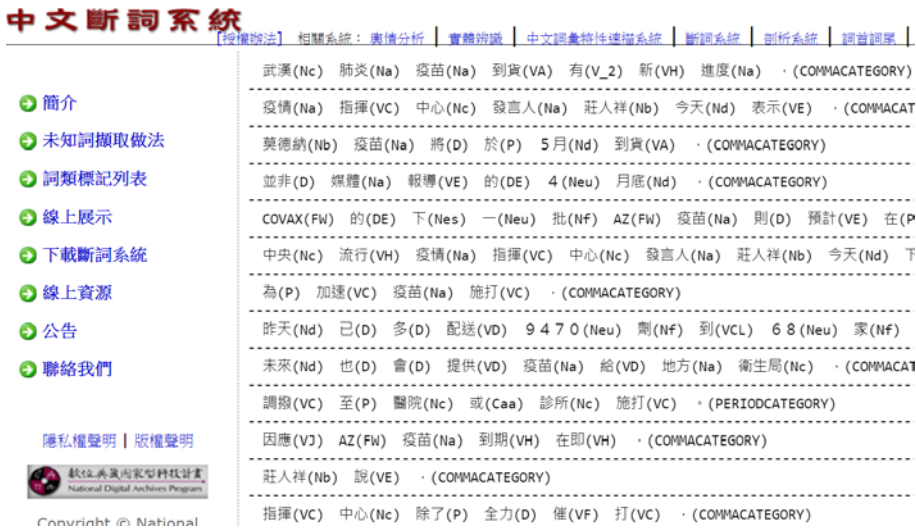 中文斷詞系統
[授權辦法] 相關系統: 輿情分析 | 實體辨識 | 中文詞彙特性速描系統 | 斷詞系統 | 剖析系統 | 詞首詞尾 |
簡介
未知詞擷取做法
詞類標記列表
線上展示
下載斷詞系統
線上資源
公告
聯絡我們
隱私權聲明 | 版權聲明
數位典藏國家型科技計畫
National Digital Archives Program
Copyright © National
武漢(Nc) 肺炎(Na) 疫苗(Na) 到貨(VA) 有(V_2) 新(VH) 進度(Na) ,(COMMACATEGORY)
疫情(Na) 指揮(VC) 中心(Nc) 發言人(Na) 莊人祥(Nb) 今天(Nd) 表示(VE) ,(COMMACAT
莫德納(Nb) 疫苗(Na) 將(D) 於(P) 5月(Nd) 到貨(VA) ,(COMMACATEGORY)
並非(D) 媒體(Na) 報導(VE) 的(DE) 4(Neu) 月底(Nd) ,(COMMACATEGORY)
COVAX(FW) 的(DE) 下(Nes) 一(Neu) 批(Nf) AZ(FW) 疫苗(Na) 則(D) 預計(VE) 在(P
中央(Nc) 流行(VH) 疫情(Na) 指揮(VC) 中心(Nc) 發言人(Na) 莊人祥(Nb) 今天(Nd) 下
為(P) 加速(VC) 疫苗(Na) 施打(VC) ,(COMMACATEGORY)
昨天(Nd) 已(D) 多(D) 配送(VD) 9470(Neu) 劑(Nf) 到(VCL) 68(Neu) 家(Nf)
未來(Nd) 也(D) 會(D) 提供(VD) 疫苗(Na) 給(VD) 地方(Na) 衛生局(Nc) ,(COMMACAT
調撥(VC) 至(P) 醫院(Nc) 或(Caa) 診所(Nc) 施打(VC) 。(PERIODCATEGORY)
因應(VJ) AZ(FW) 疫苗(Na) 到期(VH) 在即(VH) ,(COMMACATEGORY)
莊人祥(Nb) 說(VE) ,(COMMACATEGORY)
指揮(VC) 中心(Nc) 除了(P) 全力(D) 催(VF) 打(VC) ,(COMMACATEGORY)